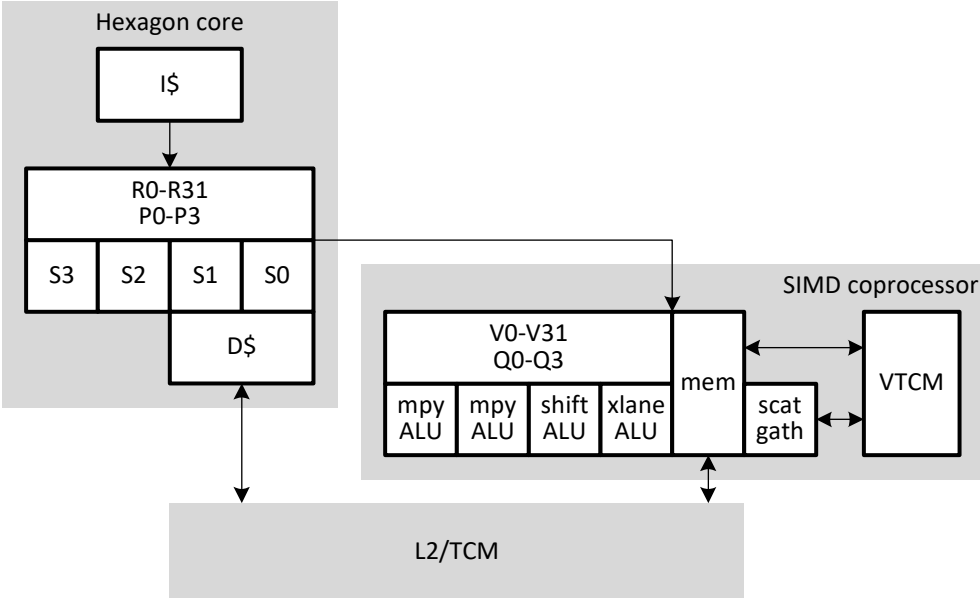 Hexagon core
I$
R0-R31
P0-P3
S3 S2 S1 S0
D$
SIMD coprocessor
V0-V31
Q0-Q3
mem
VTCM
mpy ALU
mpy ALU
shift ALU
xlane ALU
scat gath
L2/TCM